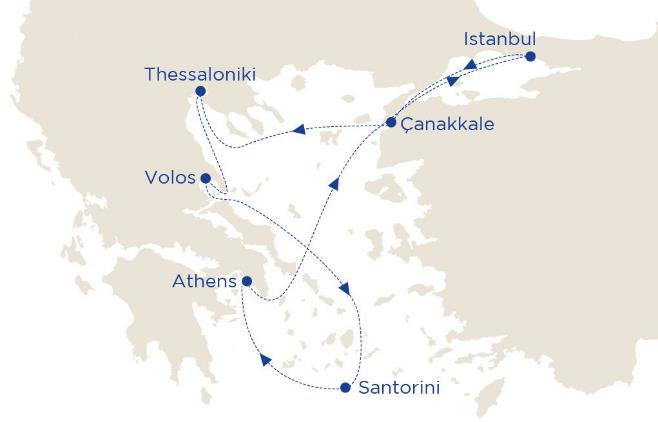 Istanbul
Thessaloniki
Çanakkale
Volos
Athens
Santorini